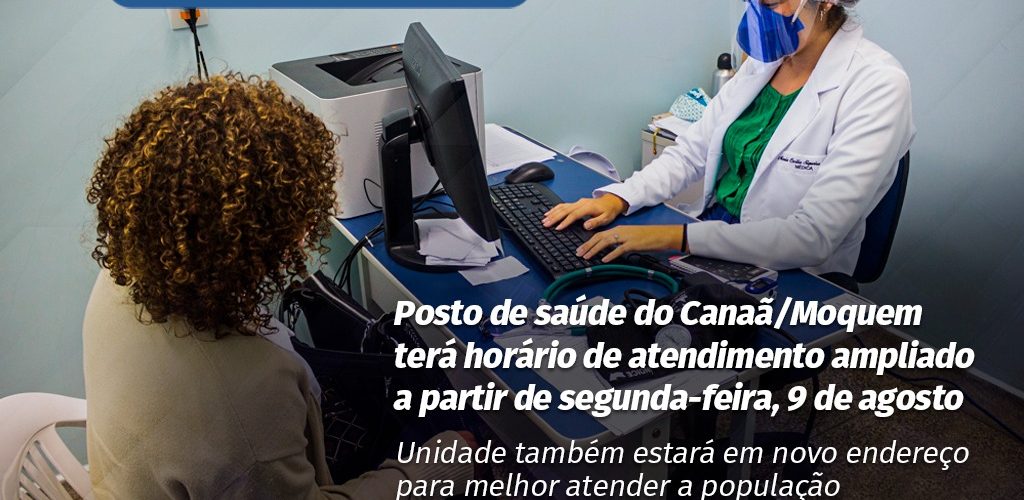 MÉDICA
Posto de saúde do Canaã/Moquem
terá horário de atendimento ampliado
a partir de segunda-feira, 9 de agosto
Unidade também estará em novo endereço
para melhor atender a população